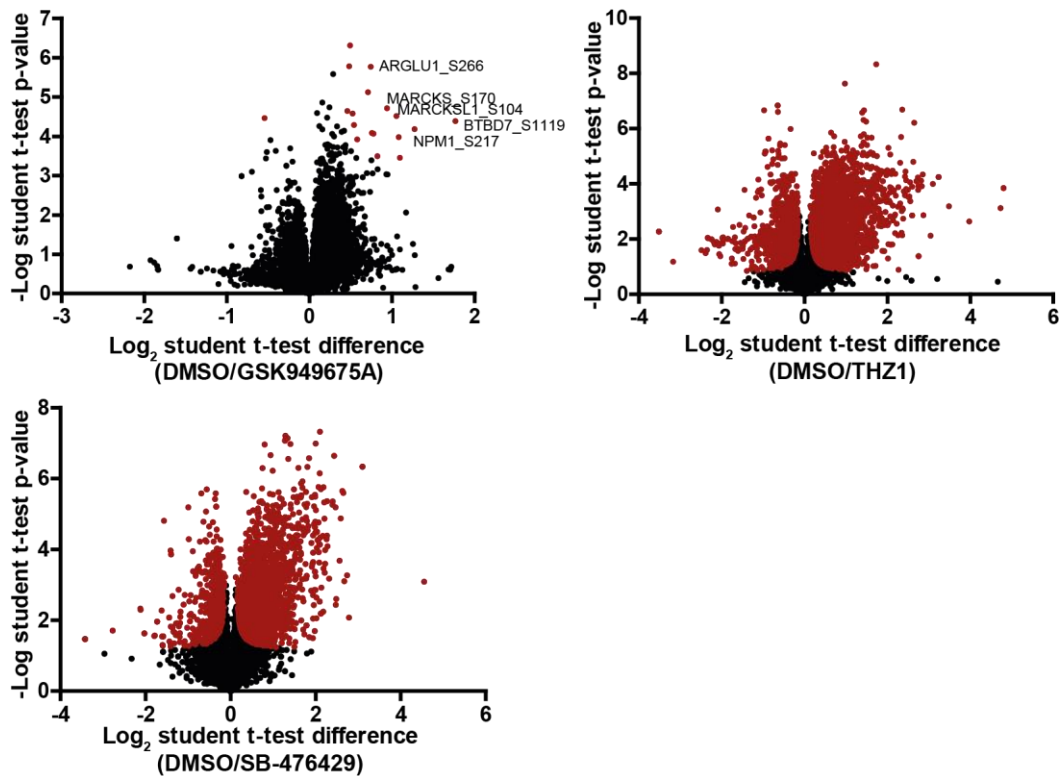 7
6
5
4
3
2
1
0
-Log student t-test p-value
ARGLU1_S266
MARCKS_S170
MARCKSL1_S104
BTBD7_S1119
NPM1_S217
-3 -2 -1 0 1 2
Log2 student t-test difference
(DMSO/GSK949675A)
10
8
6
4
2
0
-Log student t-test p-value
-4 -2 0 2 4 6
Log2 student t-test difference
(DMSO/THZ1)
8
6
4
2
0
-Log student t-test p-value
-4 -2 0 2 4 6
Log2 student t-test difference
(DMSO/SB-476429)